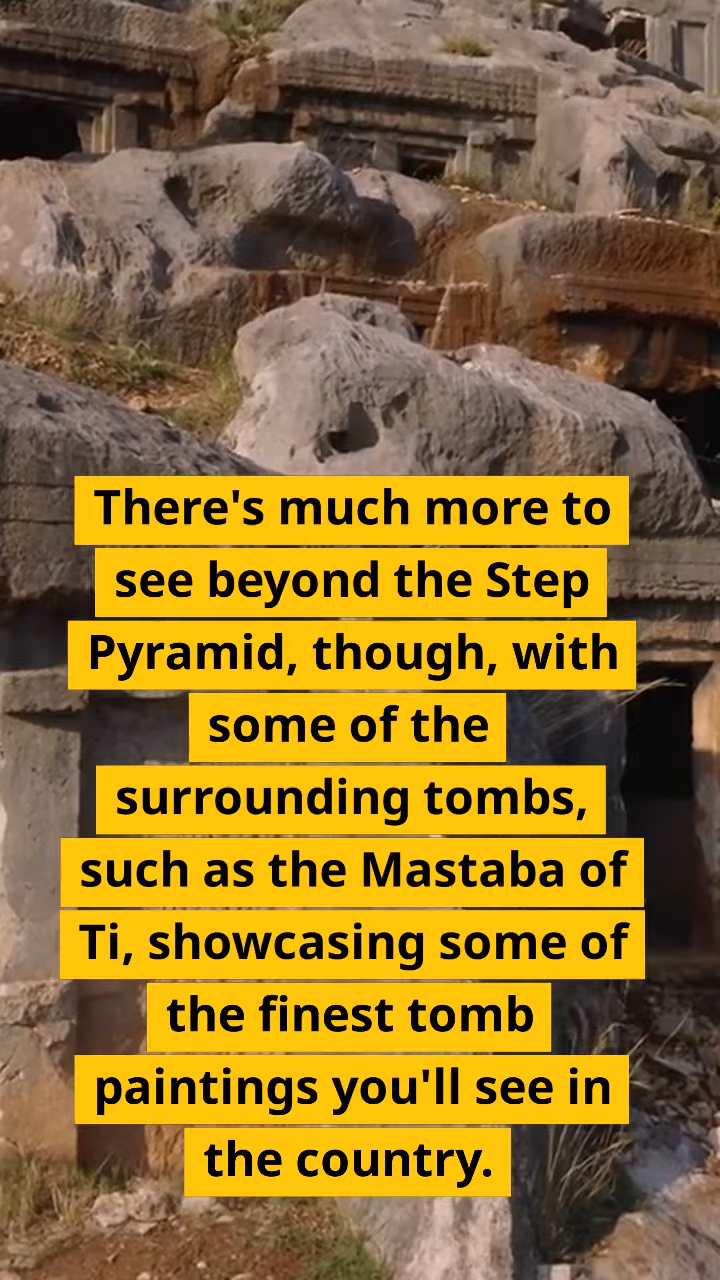 There's much more to
see beyond the Step
Pyramid, though, with
some of the
surrounding tombs,
such as the Mastaba of
Ti, showcasing some of
the finest tomb
paintings you'll see in
the country.